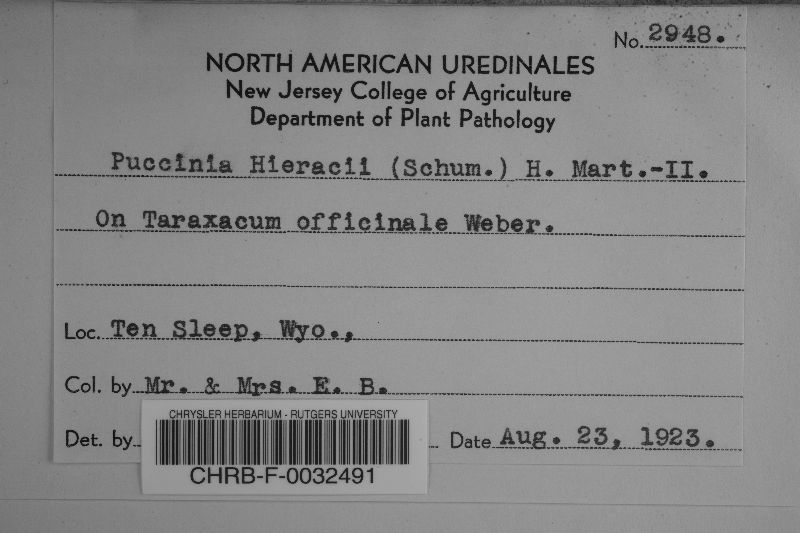 No. 2948.
NORTH AMERICAN UREDINALES
New Jersey College of Agriculture
Department of Plant Pathology
Puccinia Hieracii (Schum.) H. Mart.-II.
On Taraxacum officinale Weber.
Loc. Ten Sleep, Wyo.,
Col. by Mr. & Mrs. E. B.
Det. by
Date Aug. 23, 1923.
CHRYSLER HERBARIUM - RUTGERS UNIVERSITY
CHRB-F-0032491